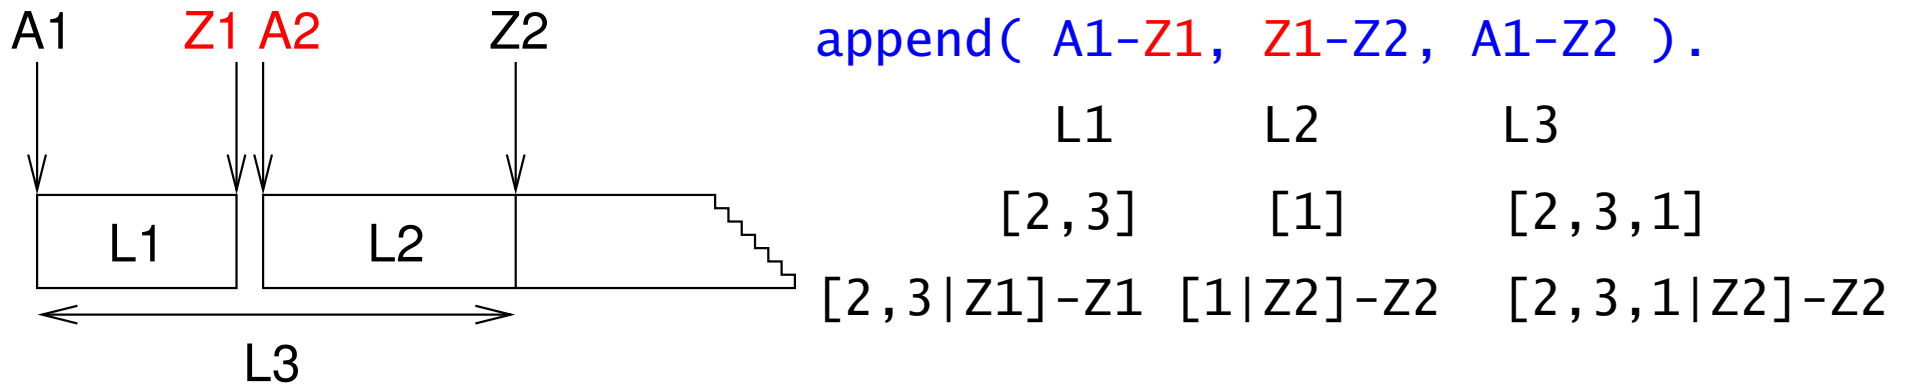 A1 Z1 A2 Z2
L1 L2
L3
append( A1-Z1, Z1-Z2, A1-Z2 ).
L1 L2 L3
[2,3] [1] [2,3,1]
[2,3|Z1]-Z1 [1|Z2]-Z2 [2,3,1|Z2]-Z2